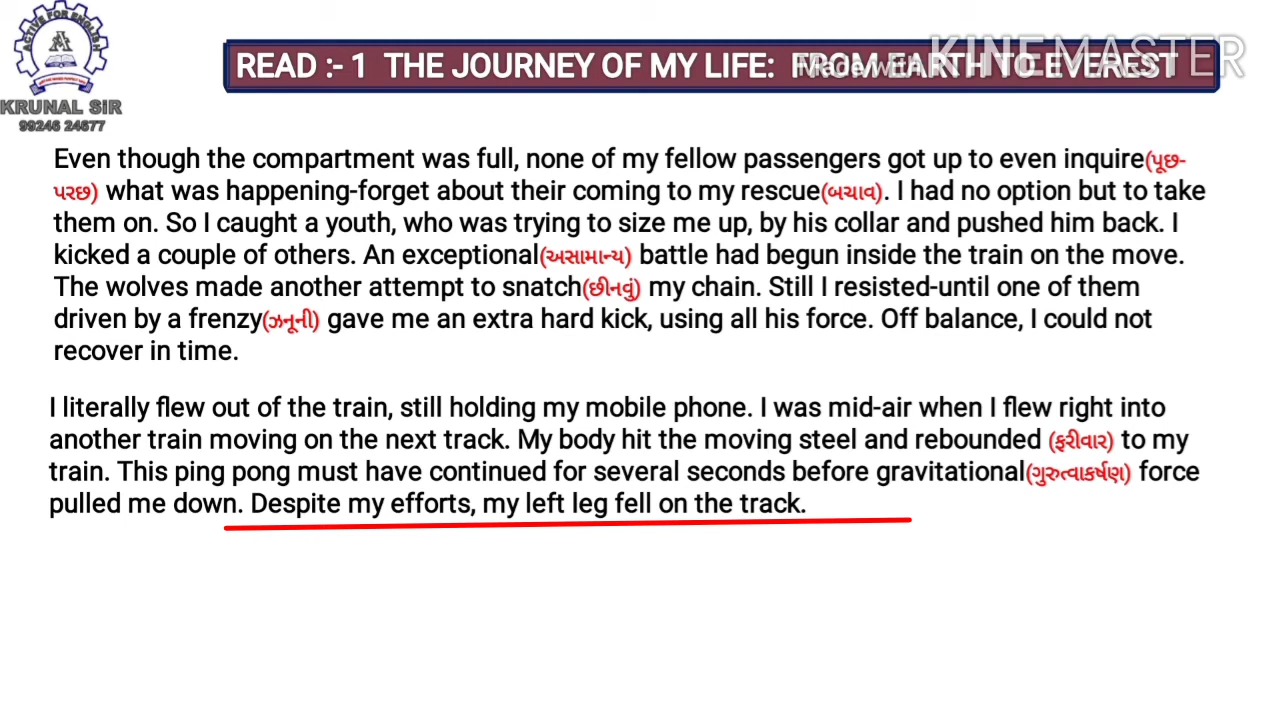 ACTIVE FOR ENGLISH
KRUNAL SIR
99246 24677
READ :- 1 THE JOURNEY OF MY LIFE: FROM EARTH TO EVEREST
Made with KINEMASTER
Even though the compartment was full, none of my fellow passengers got up to even inquire(પૂછ-
પરછ) what was happening-forget about their coming to my rescue(બચાવ). I had no option but to take
them on. So I caught a youth, who was trying to size me up, by his collar and pushed him back. I
kicked a couple of others. An exceptional(અસામાન્ય) battle had begun inside the train on the move.
The wolves made another attempt to snatch(છીનવું) my chain. Still I resisted-until one of them
driven by a frenzy(ઝનૂની) gave me an extra hard kick, using all his force. Off balance, I could not
recover in time.
I literally flew out of the train, still holding my mobile phone. I was mid-air when I flew right into
another train moving on the next track. My body hit the moving steel and rebounded (ફરીવાર) to my
train. This ping pong must have continued for several seconds before gravitational(ગુરુત્વાકર્ષણ) force
pulled me down. Despite my efforts, my left leg fell on the track.